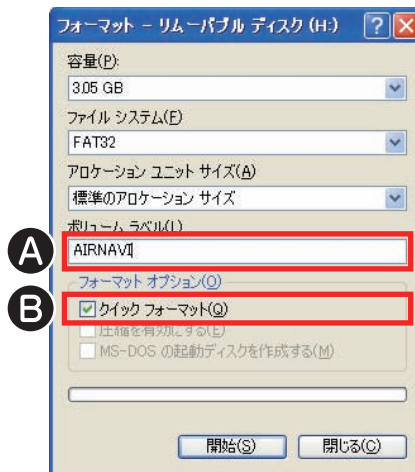 フォーマット - リムーバブル ディスク (H:)
容量(P):
3.05 GB
ファイル システム(F)
FAT32
アロケーション ユニット サイズ(A)
標準のアロケーション サイズ
ボリューム ラベル(L)
A
AIRNAVI
フォーマット オプション(O)
B
クイック フォーマット(Q)
圧縮を有効にする(E)
MS-DOS の起動ディスクを作成する(M)
開始(S)
閉じる(C)